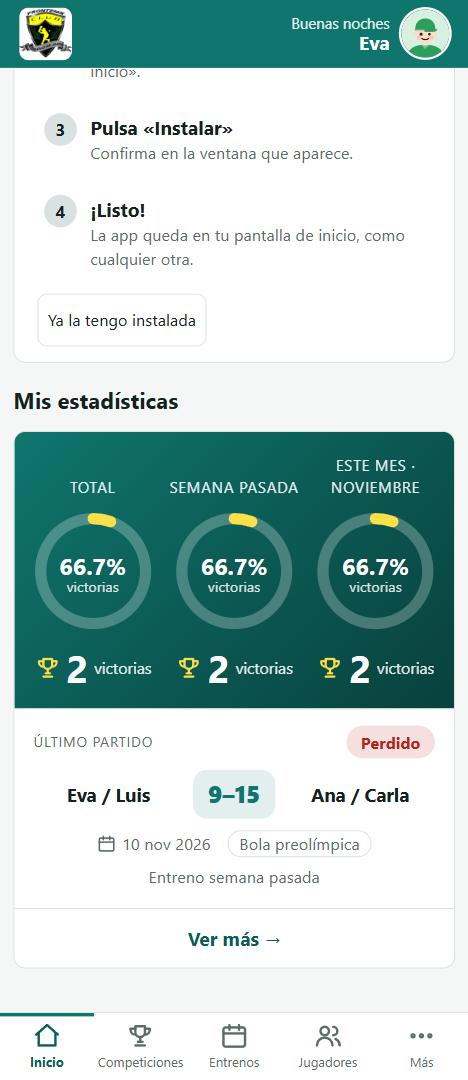 Buenas noches
Eva
inicio».
3
Pulsa «Instalar»
Confirma en la ventana que aparece.
4
¡Listo!
La app queda en tu pantalla de inicio, como
cualquier otra.
Ya la tengo instalada
Mis estadísticas
TOTAL
66.7%
victorias
2 victorias
SEMANA PASADA
66.7%
victorias
2 victorias
ESTE MES ·
NOVIEMBRE
66.7%
victorias
2 victorias
ÚLTIMO PARTIDO
Perdido
Eva / Luis
9–15
Ana / Carla
10 nov 2026
Bola preolímpica
Entreno semana pasada
Ver más →
Inicio
Competiciones
Entrenos
Jugadores
Más